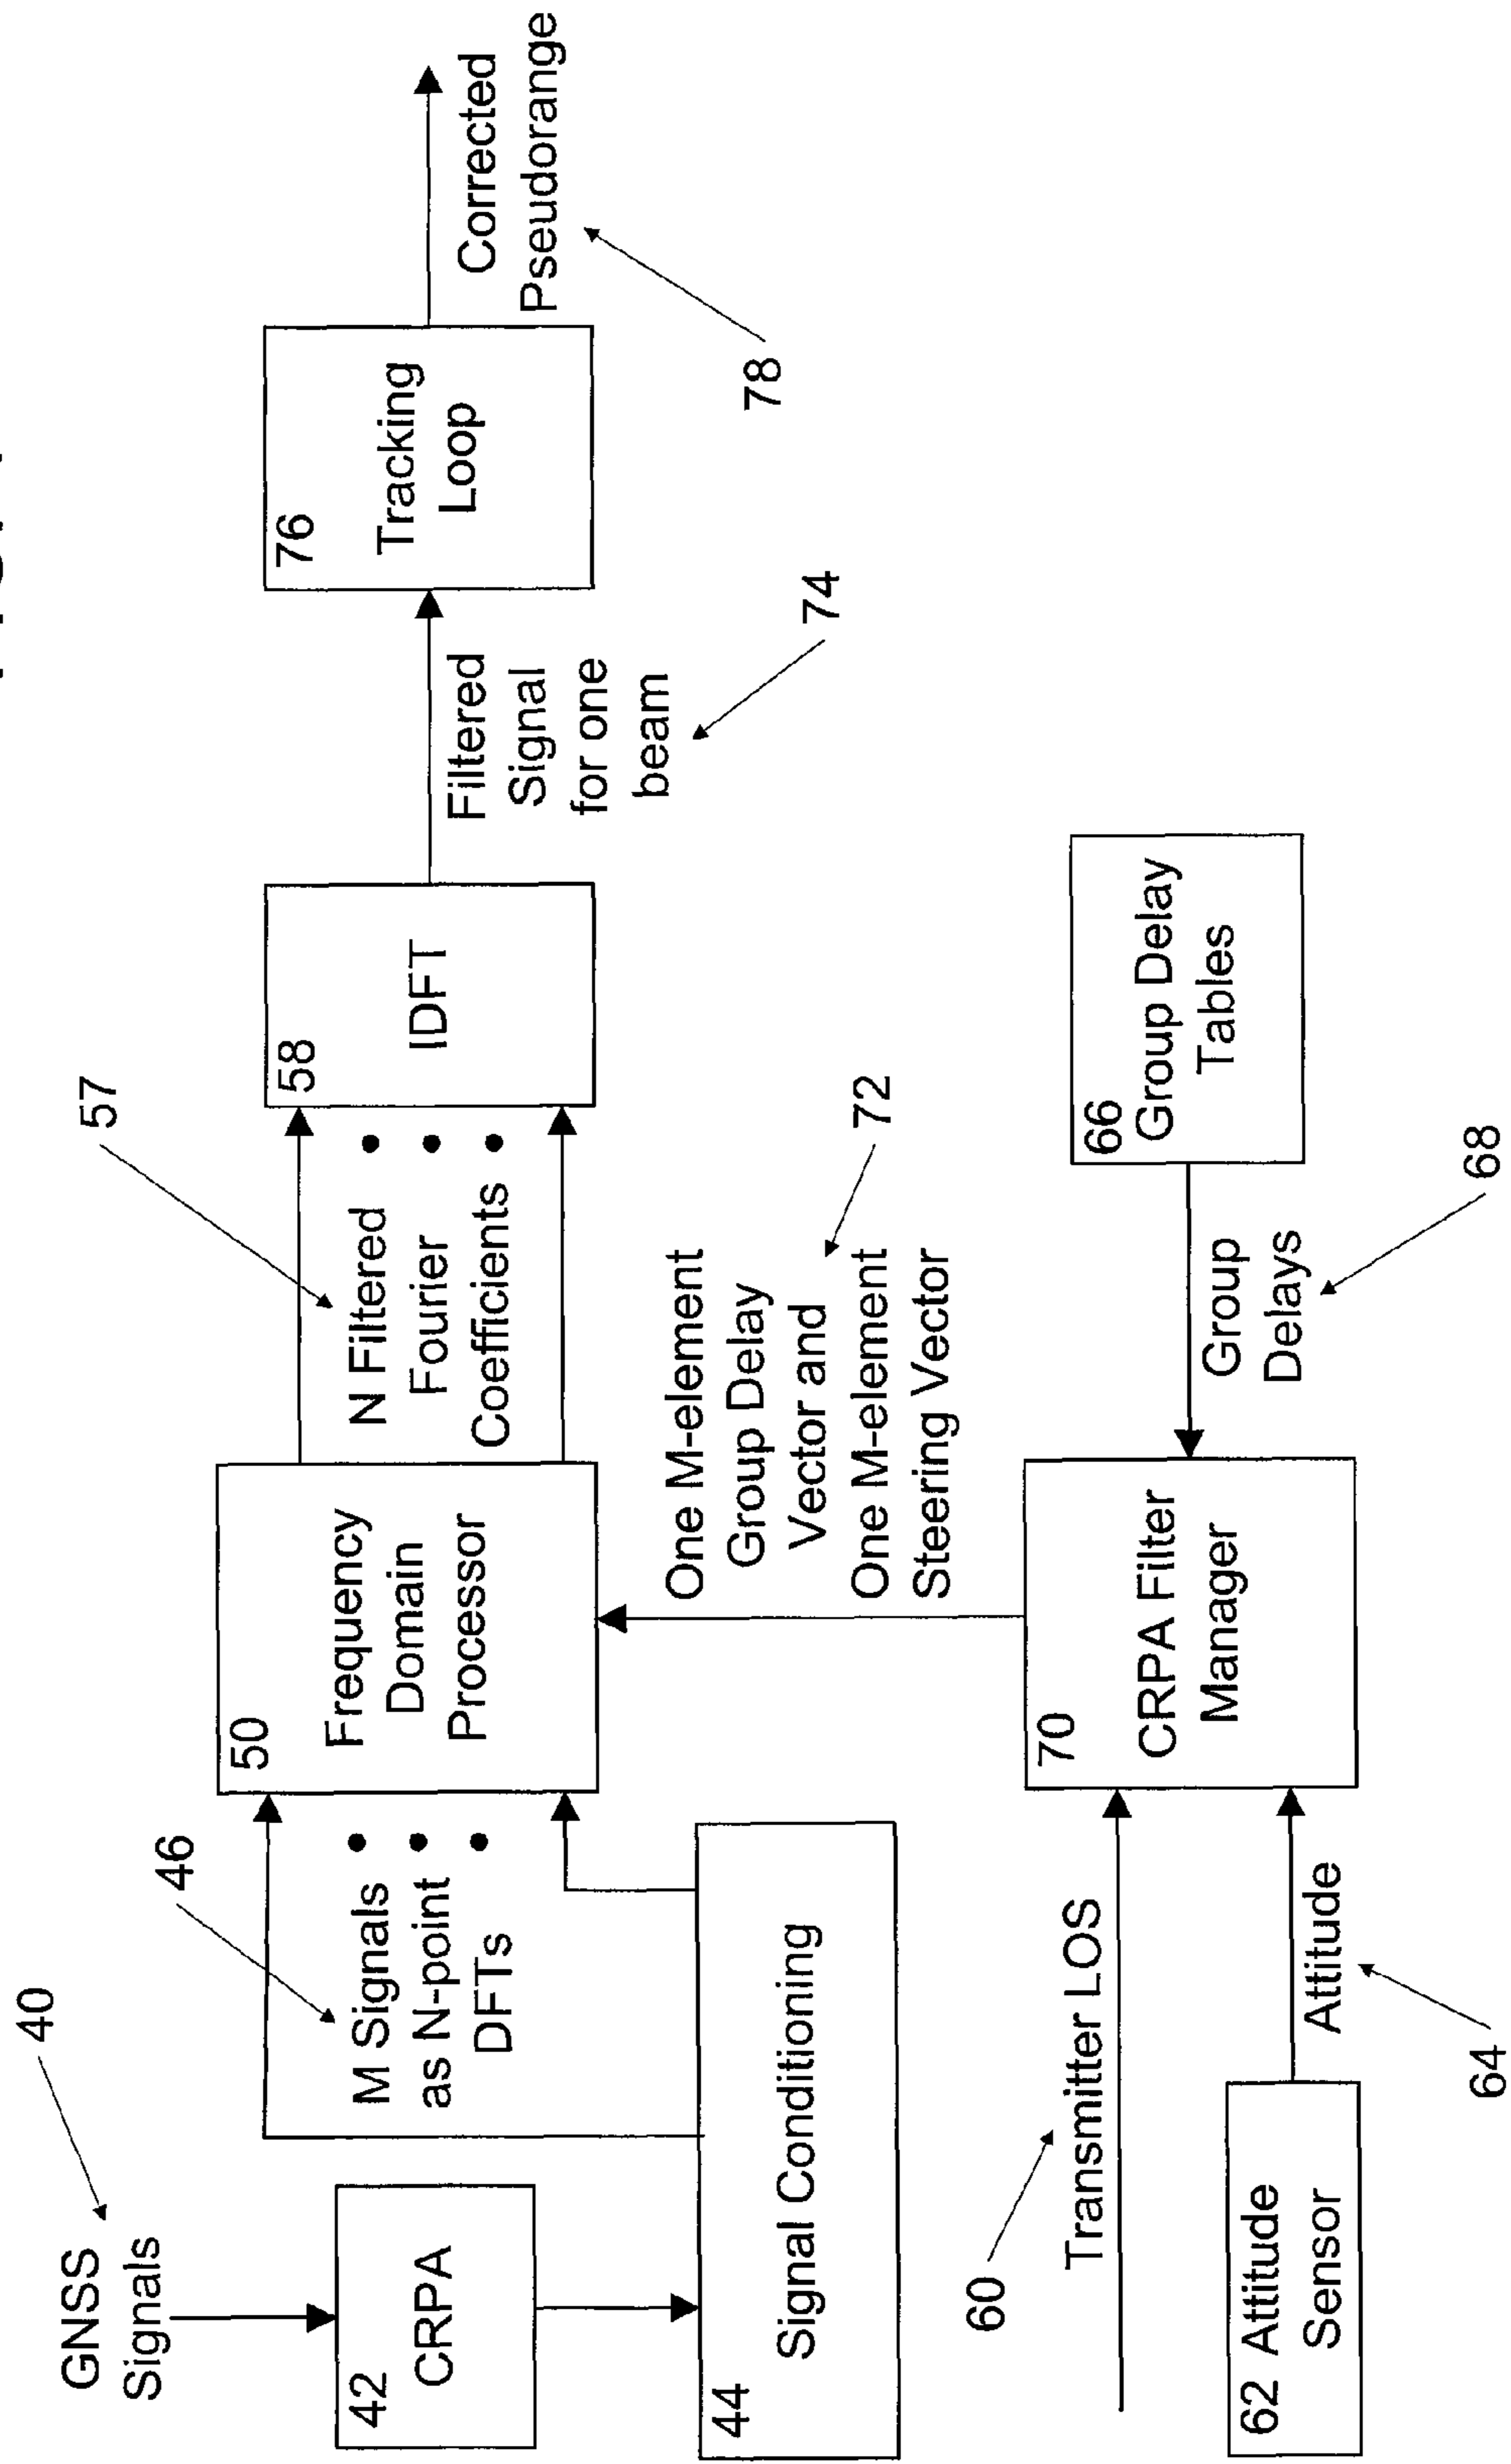 GNSS
Signals
40
42
CRPA
44
Signal Conditioning
46
M Signals
as N-point
DFTs
50
Frequency
Domain
Processor
57
N Filtered
Fourier
Coefficients
58
IDFT
Filtered
Signal
for one
beam
74
76
Tracking
Loop
Corrected
Pseudorange
78
60
Transmitter LOS
62 Attitude
Sensor
Attitude
64
70
CRPA Filter
Manager
One M-element
Group Delay
Vector and
One M-element
Steering Vector
72
66
Group Delay
Tables
Group
Delays
68